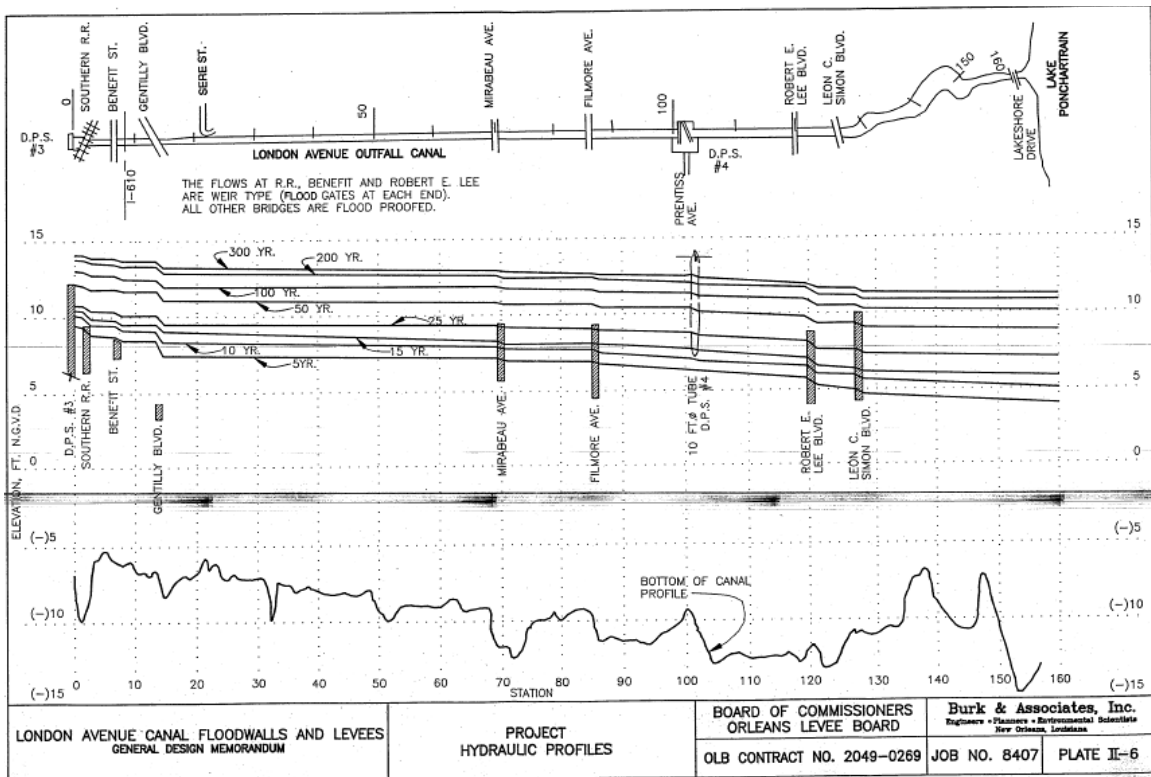 0
SOUTHERN R.R.
BENEFIT ST.
GENTILLY BLVD.
SERE ST.
50
MIRABEAU AVE.
FILMORE AVE.
100
ROBERT E.
LEE BLVD.
LEON C.
SIMON BLVD.
150
160
LAKESHORE
DRIVE
LAKE
PONCHARTRAIN
D.P.S.
#3
I-610
LONDON AVENUE OUTFALL CANAL
PRENTISS
AVE.
D.P.S.
#4
THE FLOWS AT R.R., BENEFIT AND ROBERT E. LEE
ARE WEIR TYPE (FLOOD GATES AT EACH END).
ALL OTHER BRIDGES ARE FLOOD PROOFED.
15
15
300 YR.
200 YR.
10
100 YR.
10
50 YR.
25 YR.
10 YR.
15 YR.
5YR.
5
5
D.P.S. #3
SOUTHERN R.R.
BENEFIT ST.
GENTILLY BLVD.
MIRABEAU AVE.
FILMORE AVE.
10 FT.ø TUBE
D.P.S. #4
ROBERT E.
LEE BLVD.
LEON C.
SIMON BLVD.
0
0
ELEVATION, FT. N.G.V.D
(-)5
(-)5
BOTTOM OF CANAL
PROFILE
(-)10
(-)10
(-)15
(-)15
0 10 20 30 40 50 60 70 80 90 100 110 120 130 140 150 160
STATION
LONDON AVENUE CANAL FLOODWALLS AND LEVEES
GENERAL DESIGN MEMORANDUM
PROJECT
HYDRAULIC PROFILES
BOARD OF COMMISSIONERS
ORLEANS LEVEE BOARD
OLB CONTRACT NO. 2049-0269
Burk & Associates, Inc.
Engineers • Planners • Environmental Scientists
New Orleans, Louisiana
JOB NO. 8407
PLATE II-6